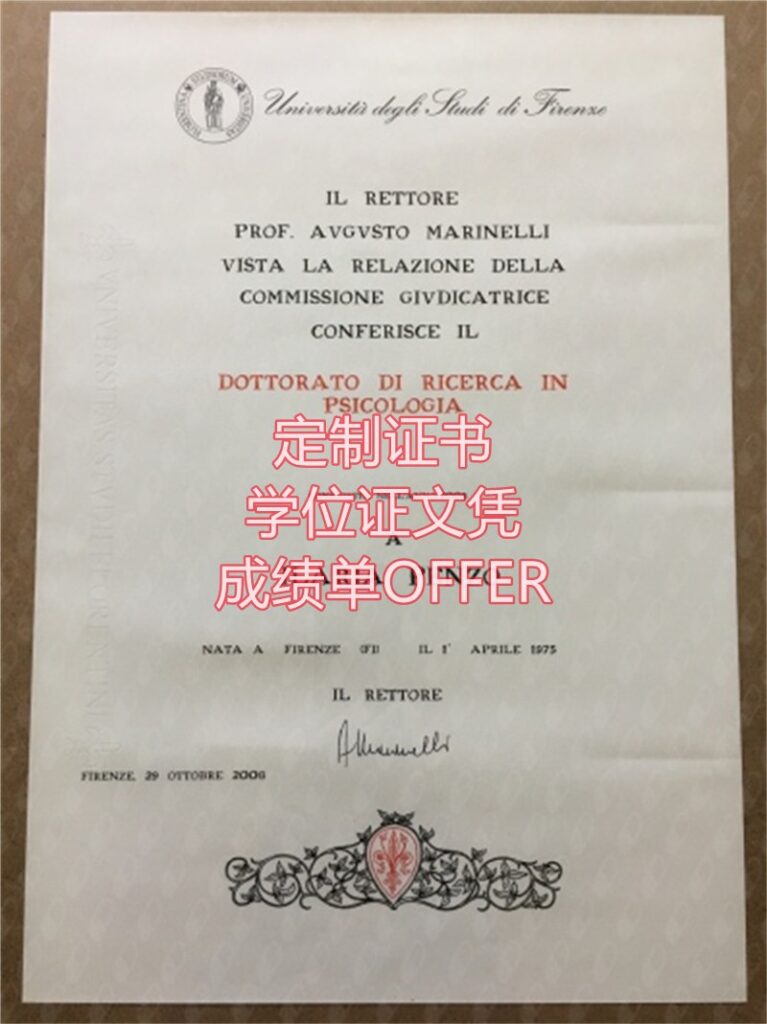 Università degli Studi di Firenze
IL RETTORE
PROF. AVGVSTO MARINELLI
VISTA LA RELAZIONE DELLA
COMMISSIONE GIVDICATRICE
CONFERISCE IL
DOTTORATO DI RICERCA IN
PSICOLOGIA
定制证书
学位证文凭
A
成绩单OFFER
NATA A FIRENZE (FI) IL 1° APRILE 1975
IL RETTORE
AMarinelli
FIRENZE, 29 OTTOBRE 2006